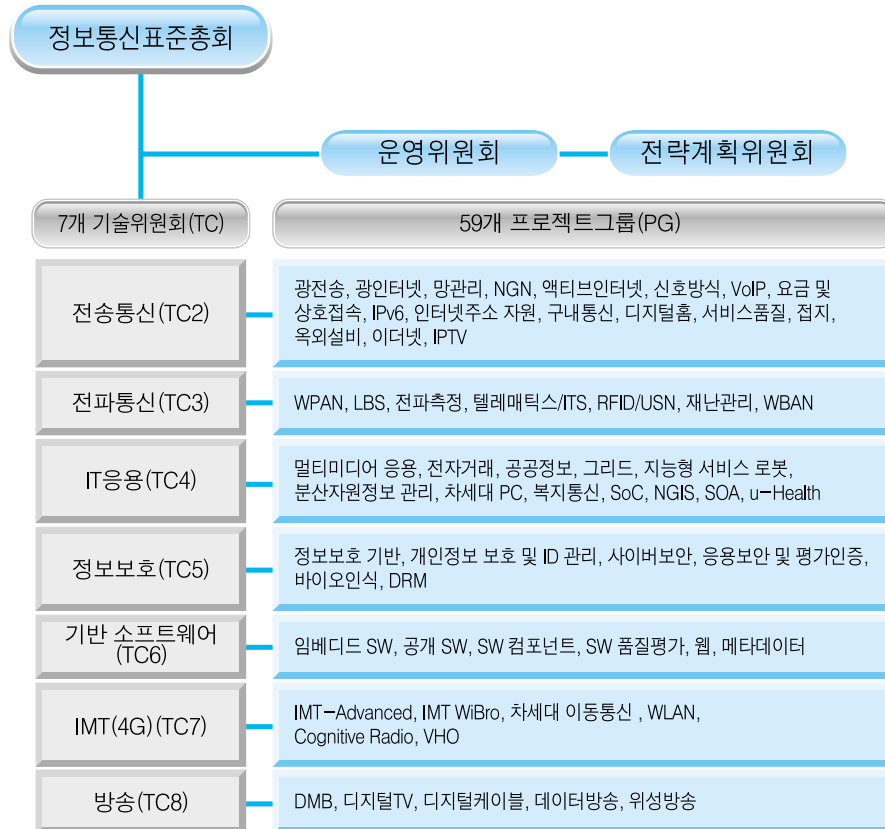 정보통신표준총회
운영위원회
전략계획위원회
7개 기술위원회(TC)
59개 프로젝트그룹(PG)
전송통신(TC2)
광전송, 광인터넷, 망관리, NGN, 액티브인터넷, 신호방식, VoIP, 요금 및
상호접속, IPv6, 인터넷주소 자원, 구내통신, 디지털홈, 서비스품질, 접지,
옥외설비, 이더넷, IPTV
전파통신(TC3)
WPAN, LBS, 전파측정, 텔레매틱스/ITS, RFID/USN, 재난관리, WBAN
IT응용(TC4)
멀티미디어 응용, 전자거래, 공공정보, 그리드, 지능형 서비스 로봇,
분산자원정보 관리, 차세대 PC, 복지통신, SoC, NGIS, SOA, u-Health
정보보호(TC5)
정보보호 기반, 개인정보 보호 및 ID 관리, 사이버보안, 응용보안 및 평가인증,
바이오인식, DRM
기반 소프트웨어
(TC6)
임베디드 SW, 공개 SW, SW 컴포넌트, SW 품질평가, 웹, 메타데이터
IMT(4G)(TC7)
IMT-Advanced, IMT WiBro, 차세대 이동통신 , WLAN,
Cognitive Radio, VHO
방송(TC8)
DMB, 디지털TV, 디지털케이블, 데이터방송, 위성방송